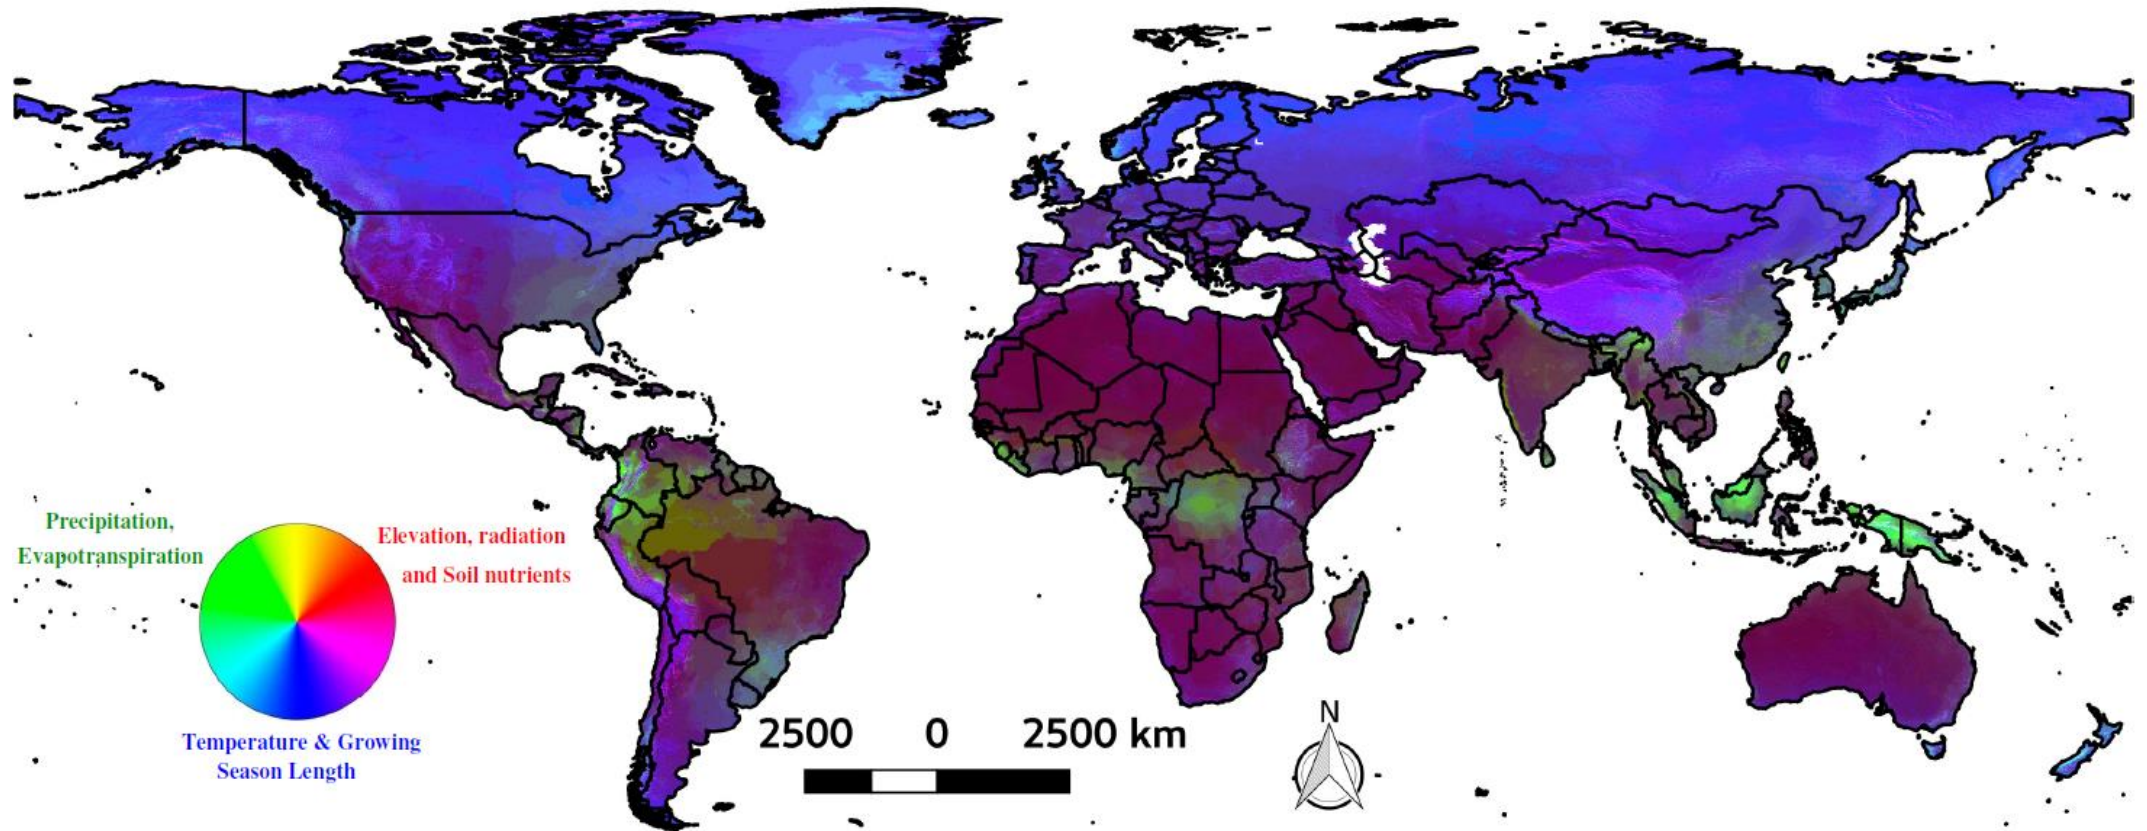 Precipitation,
Evapotranspiration
Elevation, radiation
and Soil nutrients
Temperature & Growing
Season Length
2500 0 2500 km
N